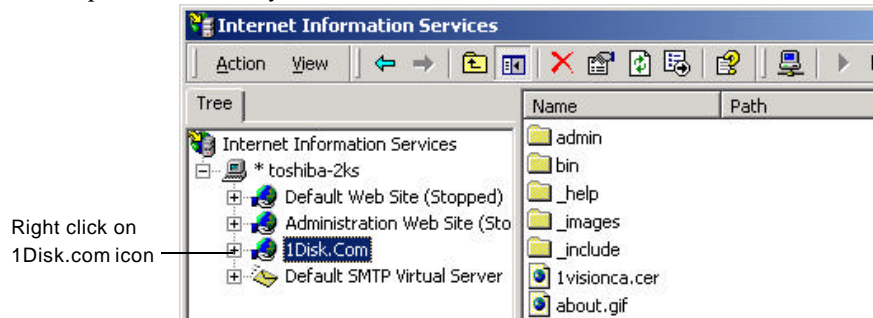 Internet Information Services
Action View
Tree
Name Path
Internet Information Services
* toshiba-2ks
Default Web Site (Stopped)
Administration Web Site (Sto
1Disk.Com
Default SMTP Virtual Server
admin
bin
_help
_images
_include
1visionca.cer
about.gif
Right click on
1Disk.com icon